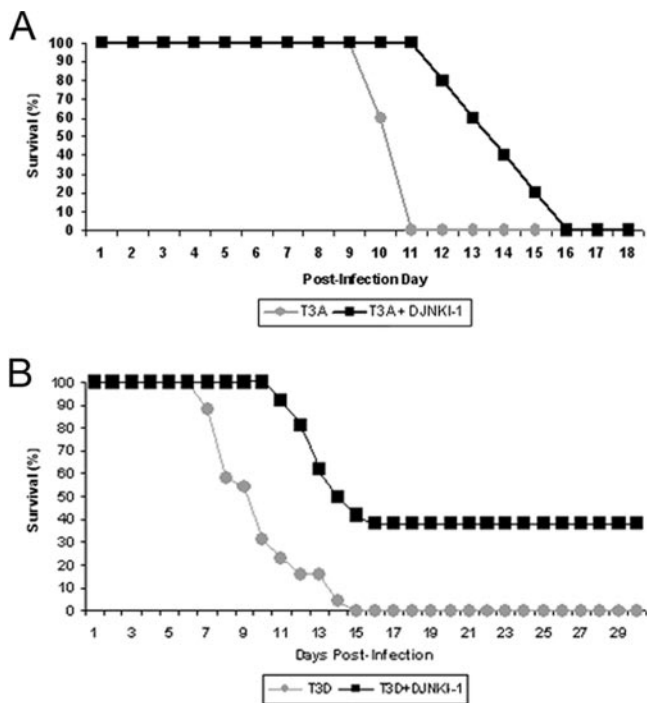 A
Survival (%)
100
90
80
70
60
50
40
30
20
10
0
1 2 3 4 5 6 7 8 9 10 11 12 13 14 15 16 17 18
Post-Infection Day
T3A T3A+ DJNKI-1
B
Survival (%)
100
90
80
70
60
50
40
30
20
10
0
1 3 5 7 9 11 13 15 17 19 21 23 25 27 29
Days Post-Infection
T3D T3D+DJNKI-1